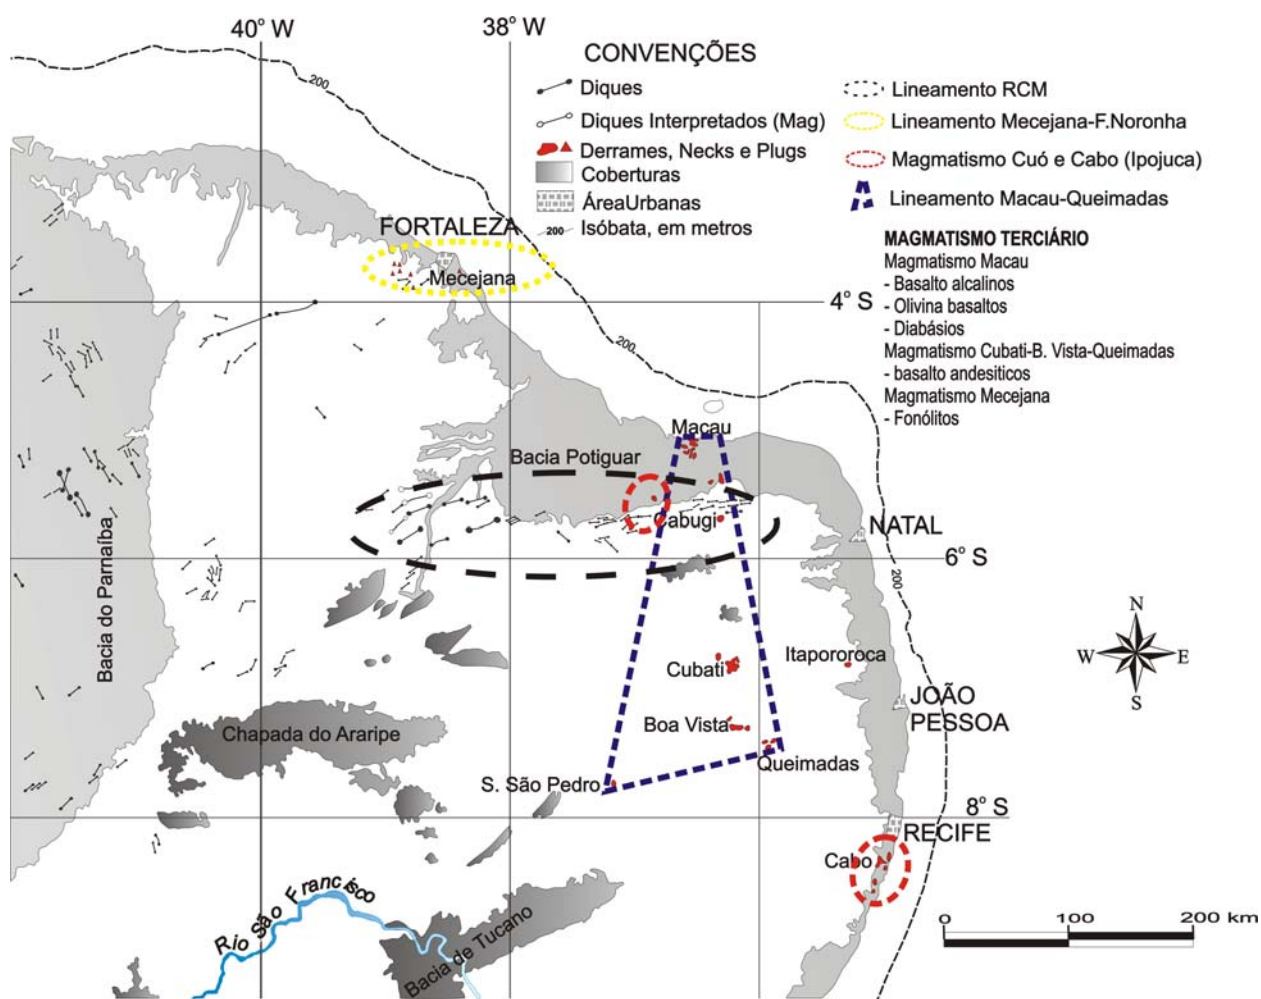 40° W
38° W
CONVENÇÕES
Diques
Diques Interpretados (Mag)
Derrames, Necks e Plugs
Coberturas
ÁreaUrbanas
200
Isóbata, em metros
Lineamento RCM
Lineamento Mecejana-F.Noronha
Magmatismo Cuó e Cabo (Ipojuca)
Lineamento Macau-Queimadas
MAGMATISMO TERCIÁRIO
Magmatismo Macau
- Basalto alcalinos
- Olivina basaltos
- Diabásios
Magmatismo Cubati-B. Vista-Queimadas
- basalto andesiticos
Magmatismo Mecejana
- Fonólitos
200
FORTALEZA
Mecejana
4° S
200
Macau
Bacia Potiguar
Cabugi
NATAL
6° S
200
Bacia do Parnaíba
Itapororoca
Cubati
JOÃO
PESSOA
Boa Vista
Chapada do Araripe
Queimadas
S. São Pedro
8° S
RECIFE
Cabo
Rio São Francisco
Bacia de Tucano
N
W
E
S
0
100
200 km